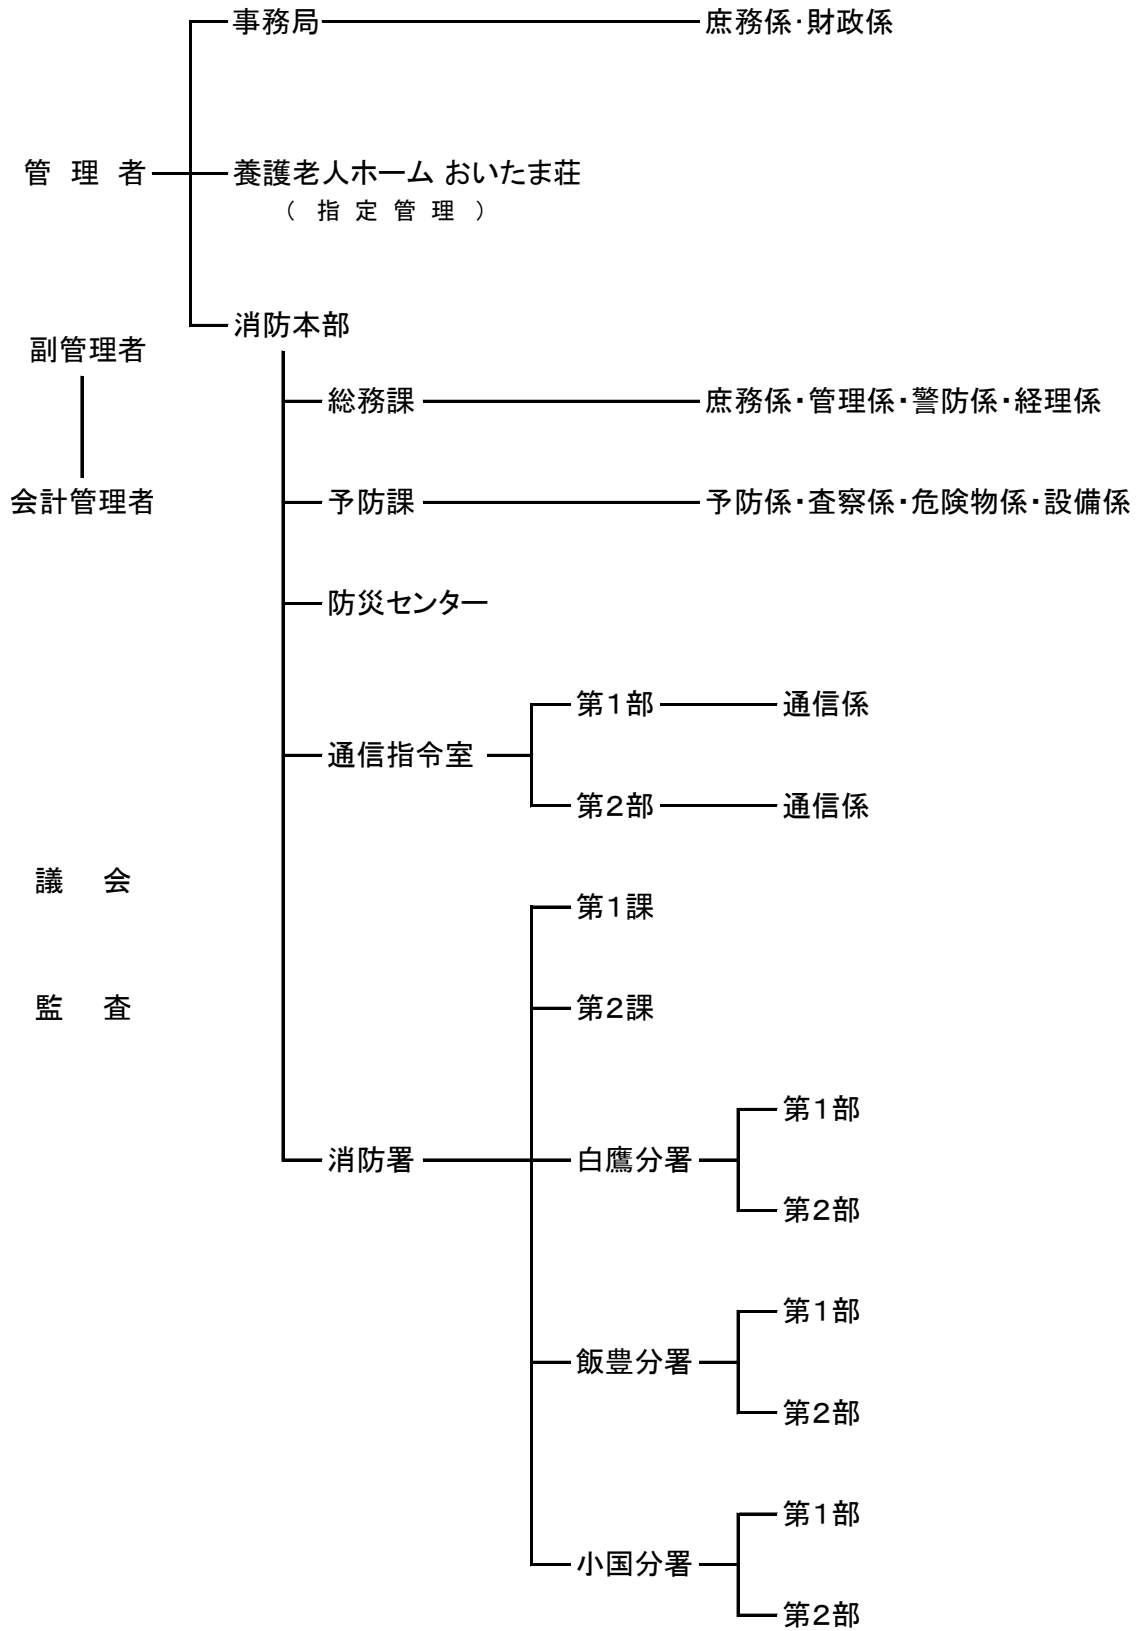 事務局 庶務係・財政係
管 理 者 養護老人ホーム おいたま荘
（ 指 定 管 理 ）
消防本部
副管理者
総務課 庶務係・管理係・警防係・経理係
会計管理者 予防課 予防係・査察係・危険物係・設備係
防災センター
第1部 通信係
通信指令室
第2部 通信係
議 会
第1課
監 査 第2課
第1部
消防署 白鷹分署
第2部
第1部
飯豊分署
第2部
第1部
小国分署
第2部